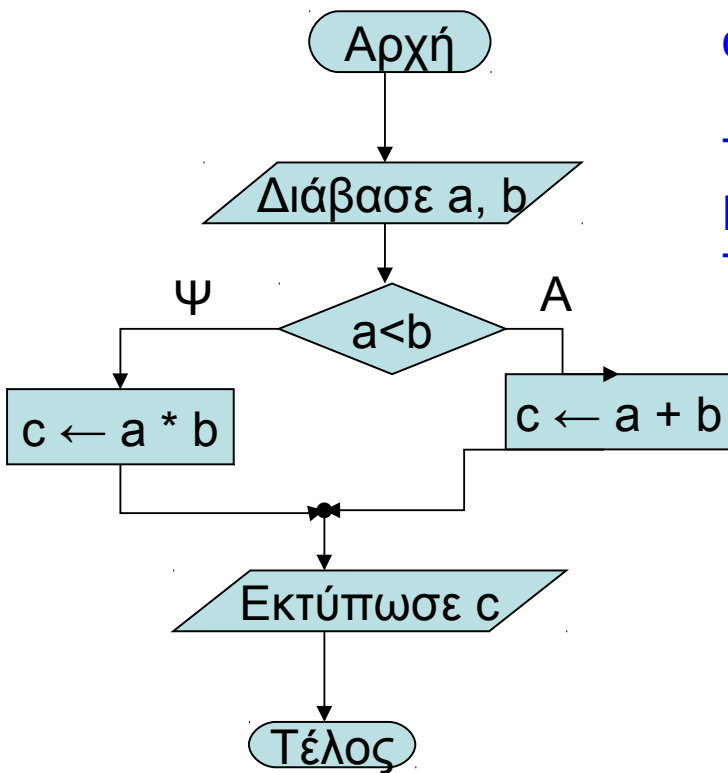 Αρχή
Διάβασε a, b
Ψ
Α
a<b
c ← a * b
c ← a + b
Εκτύπωσε c
Τέλος